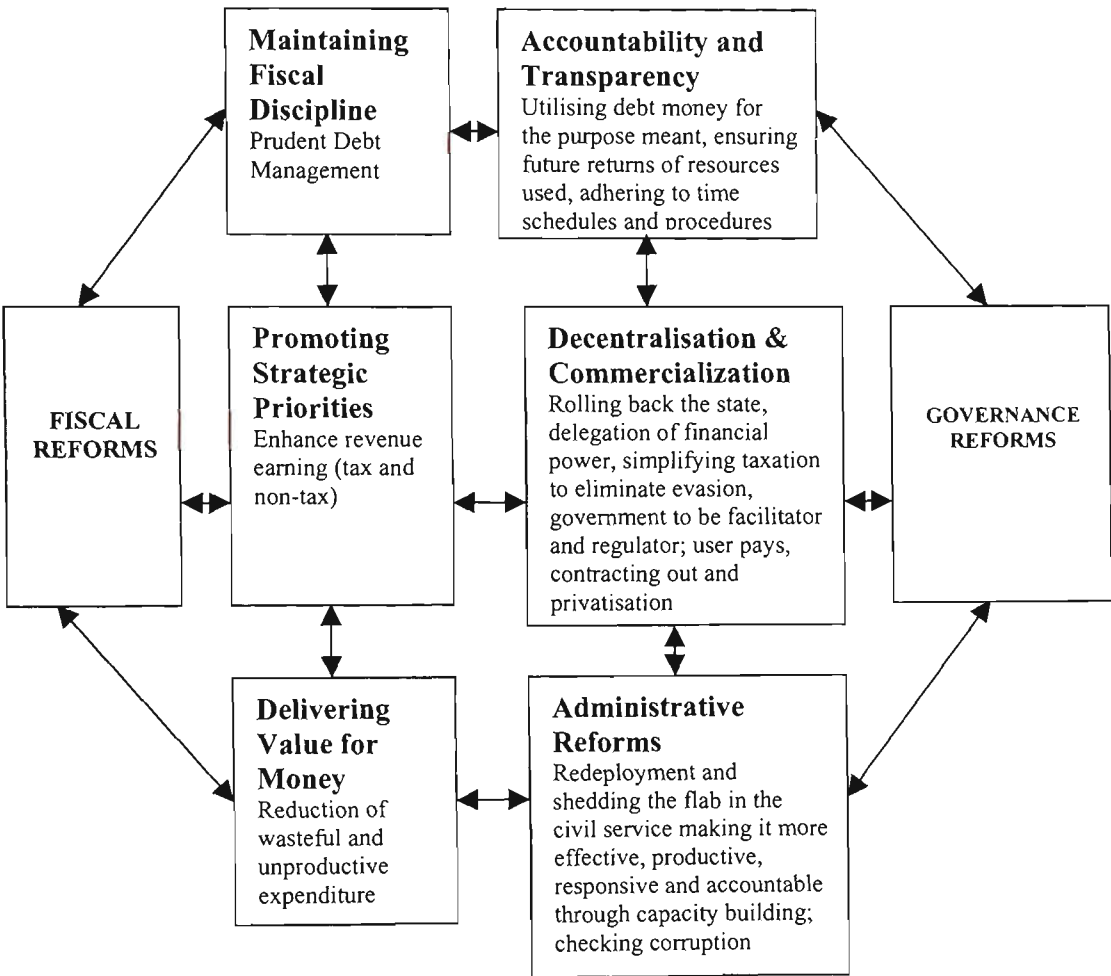 Maintaining
Fiscal
Discipline
Prudent Debt
Management
Accountability and
Transparency
Utilising debt money for
the purpose meant, ensuring
future returns of resources
used, adhering to time
schedules and procedures
FISCAL
REFORMS
Promoting
Strategic
Priorities
Enhance revenue
earning (tax and
non-tax)
Decentralisation &
Commercialization
Rolling back the state,
delegation of financial
power, simplifying taxation
to eliminate evasion,
government to be facilitator
and regulator; user pays,
contracting out and
privatisation
GOVERNANCE
REFORMS
Delivering
Value for
Money
Reduction of
wasteful and
unproductive
expenditure
Administrative
Reforms
Redeployment and
shedding the flab in the
civil service making it more
effective, productive,
responsive and accountable
through capacity building;
checking corruption